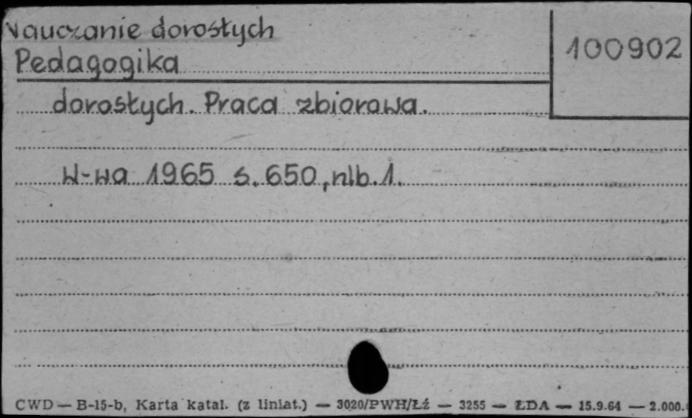 Nauczanie dorosłych
100902
Pedagogika
dorosłych. Praca zbiorowa.
W-wa 1965 s. 650, nlb. 1.
CWD — B-15-b, Karta katal. (z liniat.) — 3020/PWH/Łź — 3255 — ŁDA — 15.9.64 — 2.000.